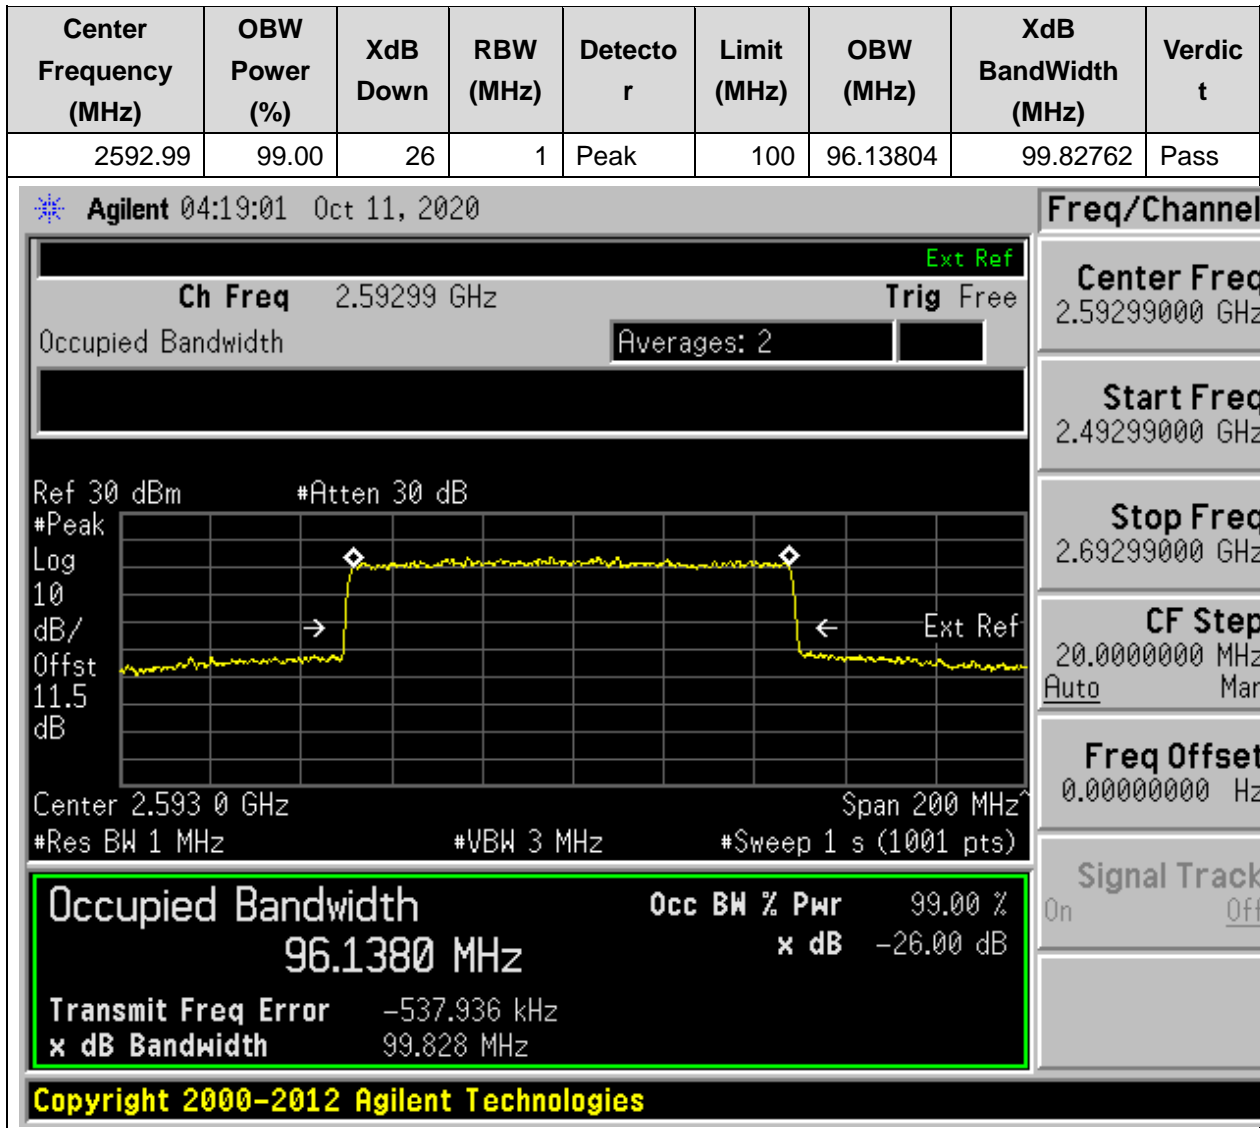 Center Frequency (MHz) OBW Power (%) XdB Down RBW (MHz) Detecto r Limit (MHz) OBW (MHz) XdB BandWidth (MHz) Verdic t
2592.99 99.00 26 1 Peak 100 96.13804 99.82762 Pass
Agilent 04:19:01 Oct 11, 2020
Freq/Channel
Ext Ref
Ch Freq 2.59299 GHz Trig Free
Occupied Bandwidth Averages: 2
Center Freq
2.59299000 GHz
Start Freq
2.49299000 GHz
Ref 30 dBm #Atten 30 dB
#Peak
Log
10
dB/
Offst
11.5
dB
Ext Ref
Stop Freq
2.69299000 GHz
CF Step
20.0000000 MHz
Auto Man
Freq Offset
0.00000000 Hz
Center 2.593 0 GHz Span 200 MHz^
#Res BW 1 MHz #VBW 3 MHz #Sweep 1 s (1001 pts)
Signal Track
On Off
Occupied Bandwidth
96.1380 MHz
Occ BW % Pwr 99.00 %
x dB -26.00 dB
Transmit Freq Error -537.936 kHz
x dB Bandwidth 99.828 MHz
Copyright 2000-2012 Agilent Technologies